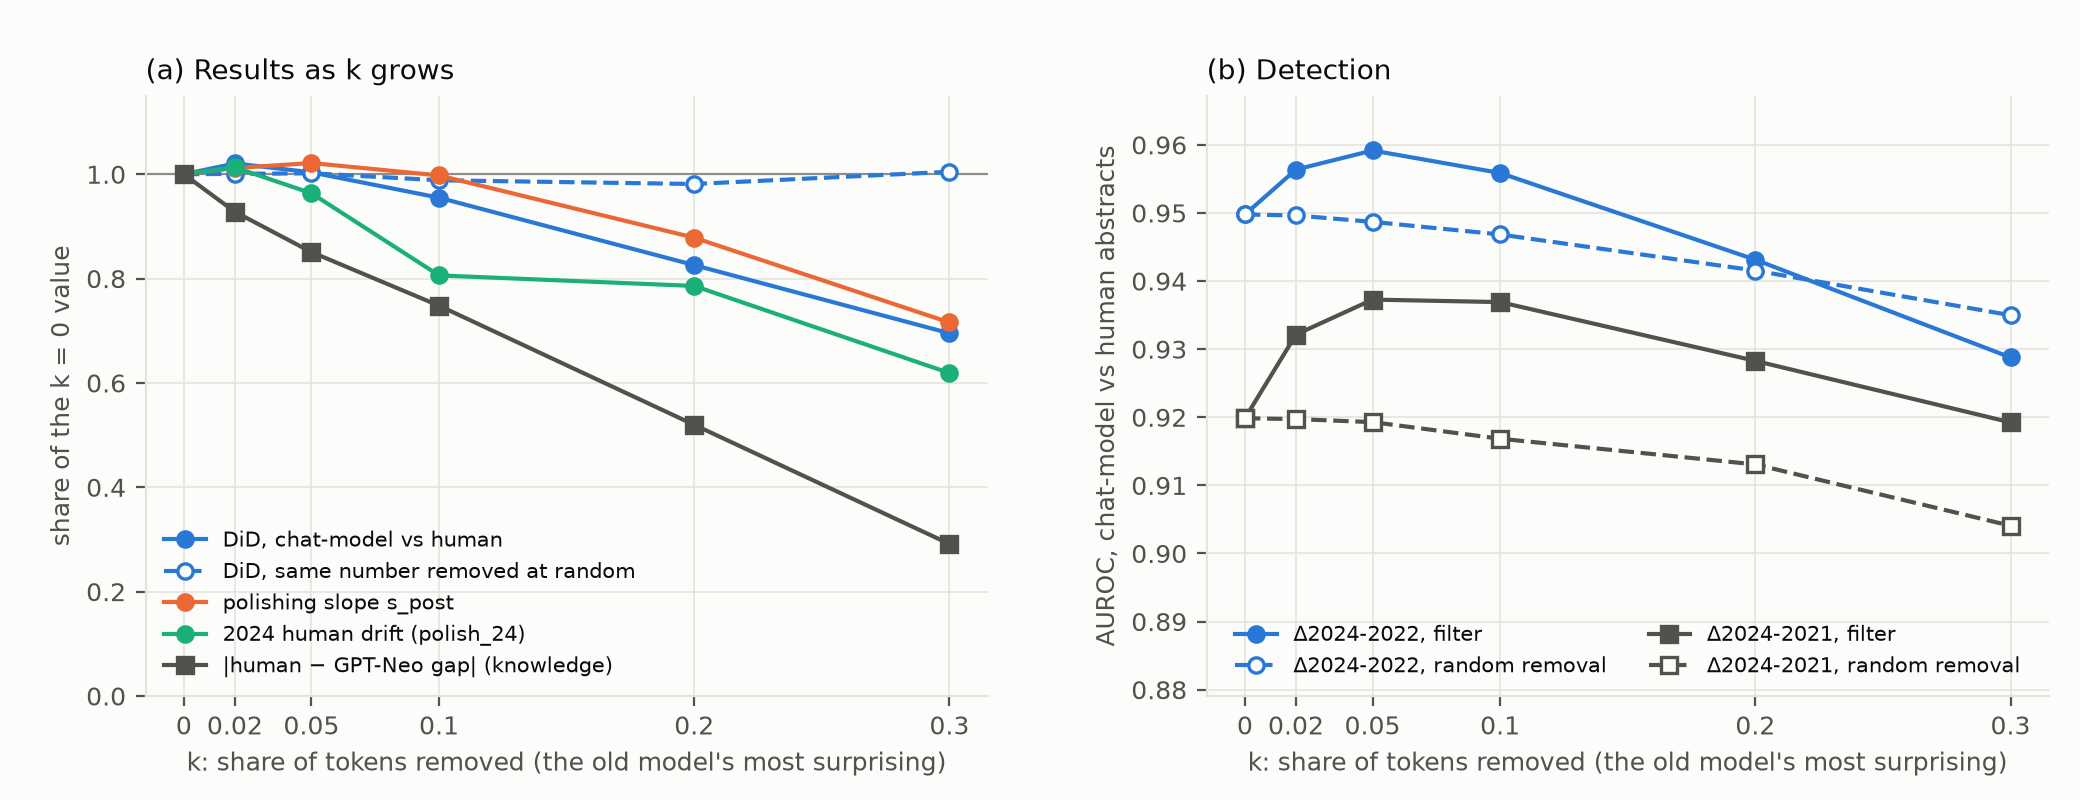 (a) Results as k grows
share of the k = 0 value
1.0
0.8
0.6
0.4
0.2
0.0
DiD, chat-model vs human
DiD, same number removed at random
polishing slope s_post
2024 human drift (polish_24)
|human − GPT-Neo gap| (knowledge)
0 0.02 0.05 0.1 0.2 0.3
k: share of tokens removed (the old model's most surprising)
(b) Detection
AUROC, chat-model vs human abstracts
0.96
0.95
0.94
0.93
0.92
0.91
0.90
0.89
0.88
Δ2024-2022, filter
Δ2024-2022, random removal
Δ2024-2021, filter
Δ2024-2021, random removal
0 0.02 0.05 0.1 0.2 0.3
k: share of tokens removed (the old model's most surprising)